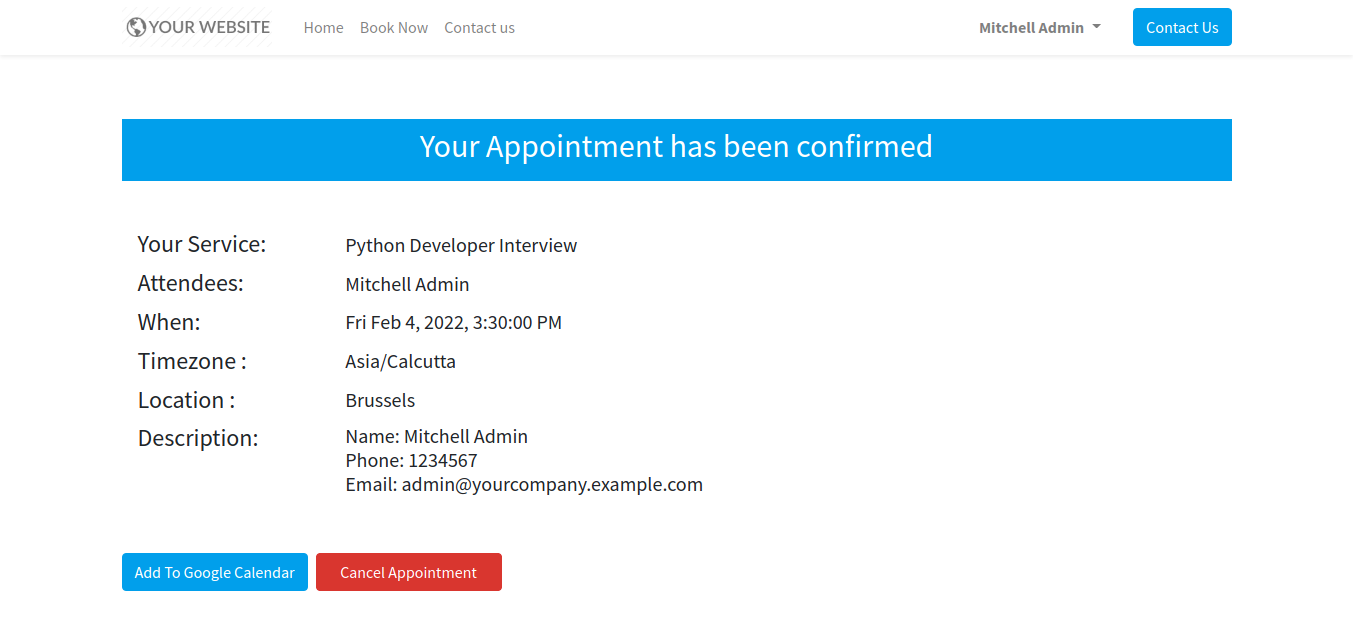 YOUR WEBSITE Home Book Now Contact us Mitchell Admin Contact Us
Your Appointment has been confirmed
Your Service: Python Developer Interview
Attendees: Mitchell Admin
When: Fri Feb 4, 2022, 3:30:00 PM
Timezone : Asia/Calcutta
Location : Brussels
Description: Name: Mitchell Admin
Phone: 1234567
Email: admin@yourcompany.example.com
Add To Google Calendar Cancel Appointment